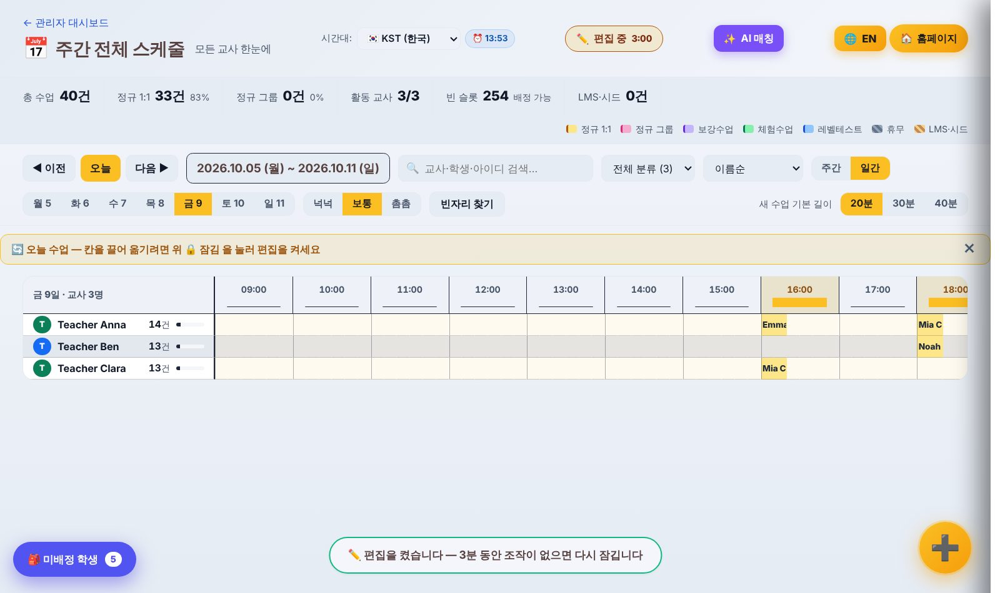 ← 관리자 대시보드
주간 전체 스케줄 모든 교사 한눈에
시간대: KST (한국) 13:53
편집 중 3:00
AI 매칭
EN
홈페이지
총 수업 40건 정규 1:1 33건 83% 정규 그룹 0건 0% 활동 교사 3/3 빈 슬롯 254 배정 가능 LMS·시드 0건
정규 1:1 정규 그룹 보강수업 체험수업 레벨테스트 휴무 LMS·시드
◀ 이전 오늘 다음 ▶ 2026.10.05 (월) ~ 2026.10.11 (일) 교사·학생·아이디 검색... 전체 분류 (3) 이름순 주간 일간
월 5 화 6 수 7 목 8 금 9 토 10 일 11 넉넉 보통 촘촘 빈자리 찾기 새 수업 기본 길이 20분 30분 40분
오늘 수업 — 칸을 끌어 옮기려면 위 🔒 잠김 을 눌러 편집을 켜세요 ✕
금 9일 · 교사 3명 09:00 10:00 11:00 12:00 13:00 14:00 15:00 16:00 17:00 18:00
T Teacher Anna 14건 Emma Mia C
T Teacher Ben 13건 Noah
T Teacher Clara 13건 Mia C
미배정 학생 5
편집을 켰습니다 — 3분 동안 조작이 없으면 다시 잠깁니다